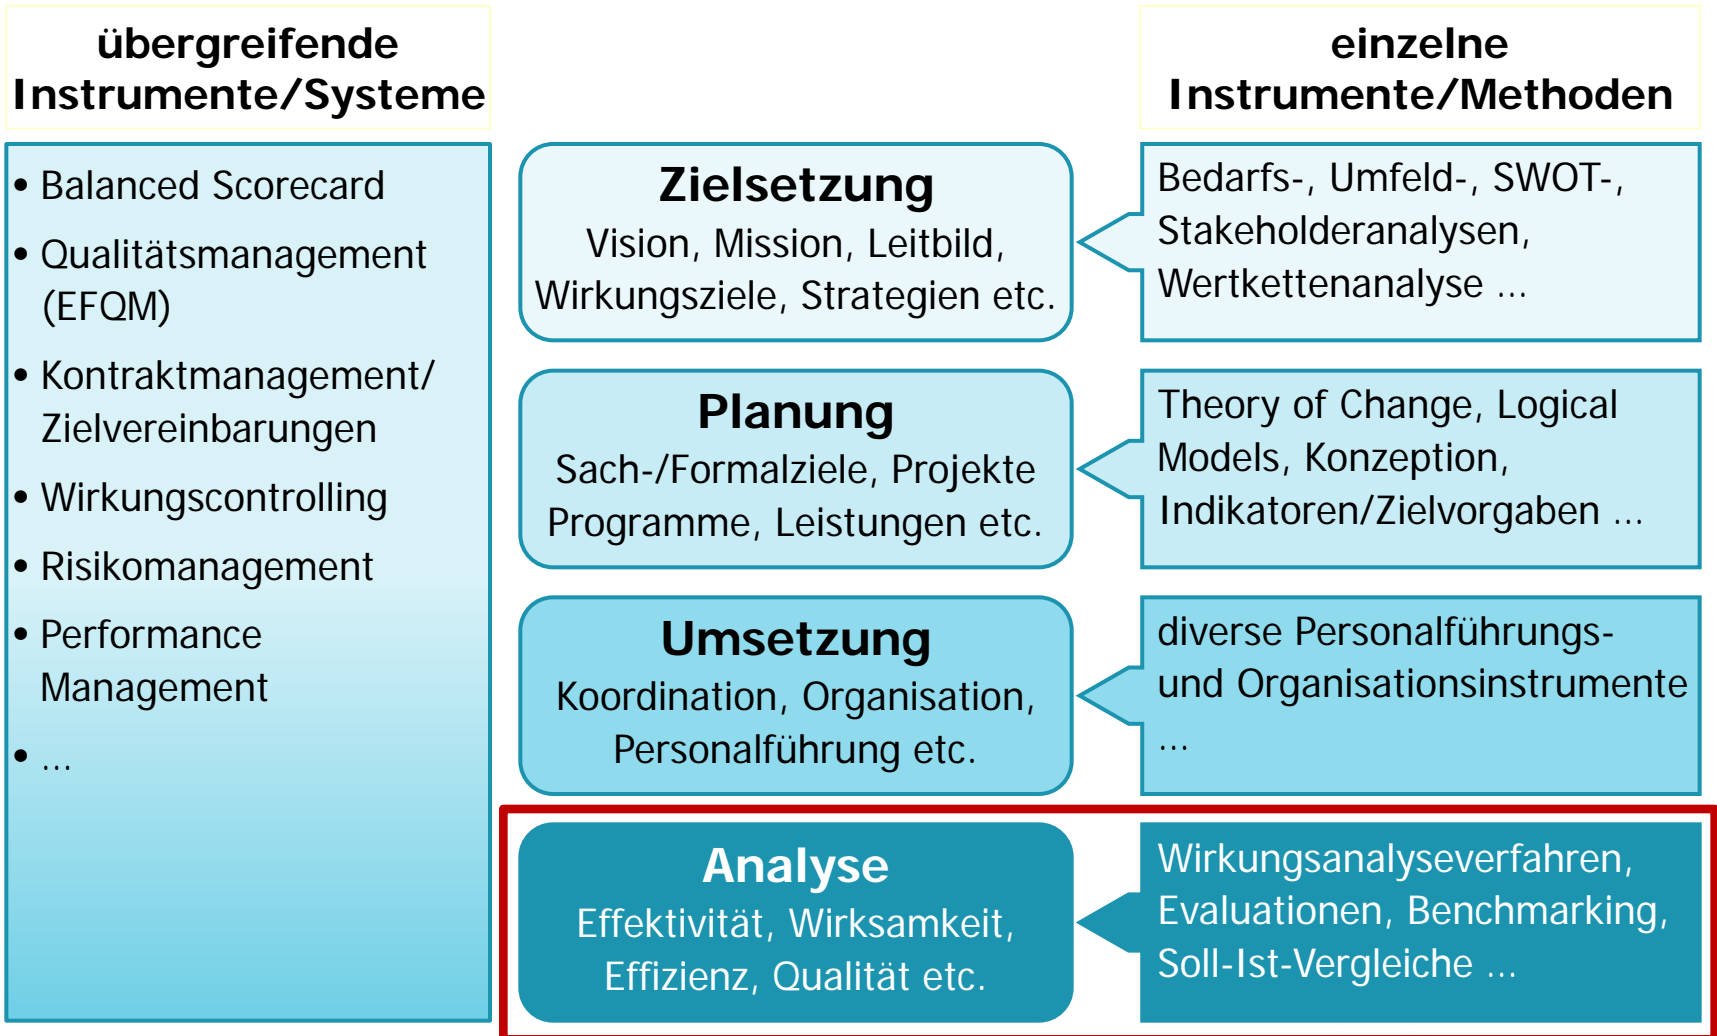 übergreifende
Instrumente/Systeme
• Balanced Scorecard
• Qualitätsmanagement
(EFQM)
• Kontraktmanagement/
Zielvereinbarungen
• Wirkungscontrolling
• Risikomanagement
• Performance
Management
• ...
Zielsetzung
Vision, Mission, Leitbild,
Wirkungsziele, Strategien etc.
Planung
Sach-/Formalziele, Projekte
Programme, Leistungen etc.
Umsetzung
Koordination, Organisation,
Personalführung etc.
Analyse
Effektivität, Wirksamkeit,
Effizienz, Qualität etc.
einzelne
Instrumente/Methoden
Bedarfs-, Umfeld-, SWOT-,
Stakeholderanalysen,
Wertkettenanalyse ...
Theory of Change, Logical
Models, Konzeption,
Indikatoren/Zielvorgaben ...
diverse Personalführungs-
und Organisationsinstrumente
...
Wirkungsanalyseverfahren,
Evaluationen, Benchmarking,
Soll-Ist-Vergleiche ...